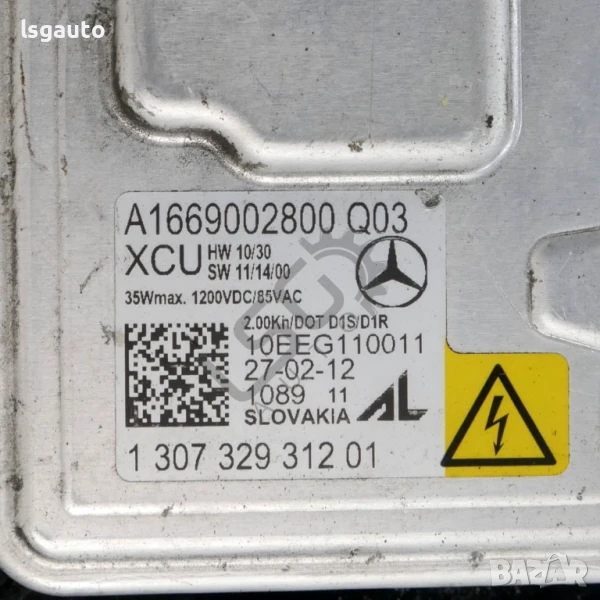 lsgauto
A1669002800 Q03
XCU HW 10/30
SW 11/14/00
35Wmax. 1200VDC/85VAC
2.00Kh/DOT D1S/D1R
10EEG110011
27-02-12
1089 11
SLOVAKIA AL
1 307 329 312 01
BAZAR